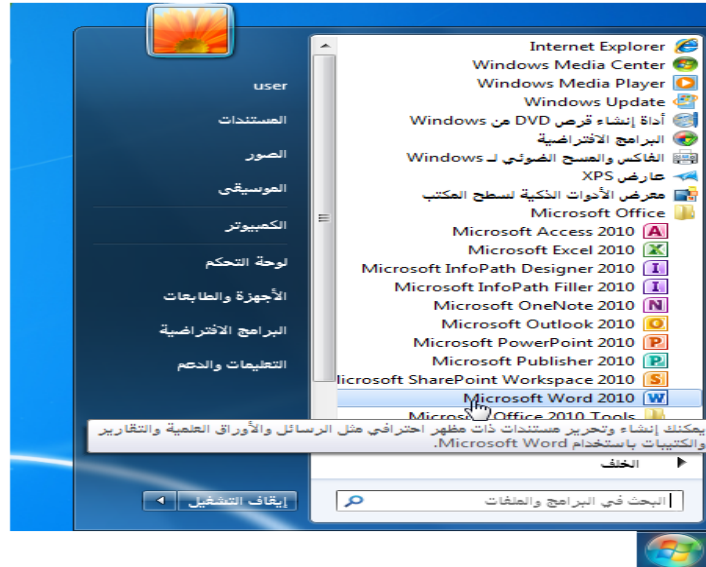 Internet Explorer
Windows Media Center
Windows Media Player
Windows Update
أداة إنشاء قرص DVD من Windows
البرامج الافتراضية
الفاكس والمسح الضوئي لـ Windows
عارض XPS
معرض الأدوات الذكية لسطح المكتب
Microsoft Office
Microsoft Access 2010
Microsoft Excel 2010
Microsoft InfoPath Designer 2010
Microsoft InfoPath Filler 2010
Microsoft OneNote 2010
Microsoft Outlook 2010
Microsoft PowerPoint 2010
Microsoft Publisher 2010
licrosoft SharePoint Workspace 2010
Microsoft Word 2010
Microsoft Office 2010 Tools
يمكنك إنشاء وتحرير مستندات ذات مظهر احترافي مثل الرسائل والأوراق العلمية والتقارير
والكتيبات باستخدام Microsoft Word.
الخلف
البحث في البرامج والملفات
user
المستندات
الصور
الموسيقى
الكمبيوتر
لوحة التحكم
الأجهزة والطابعات
البرامج الافتراضية
التعليمات والدعم
إيقاف التشغيل